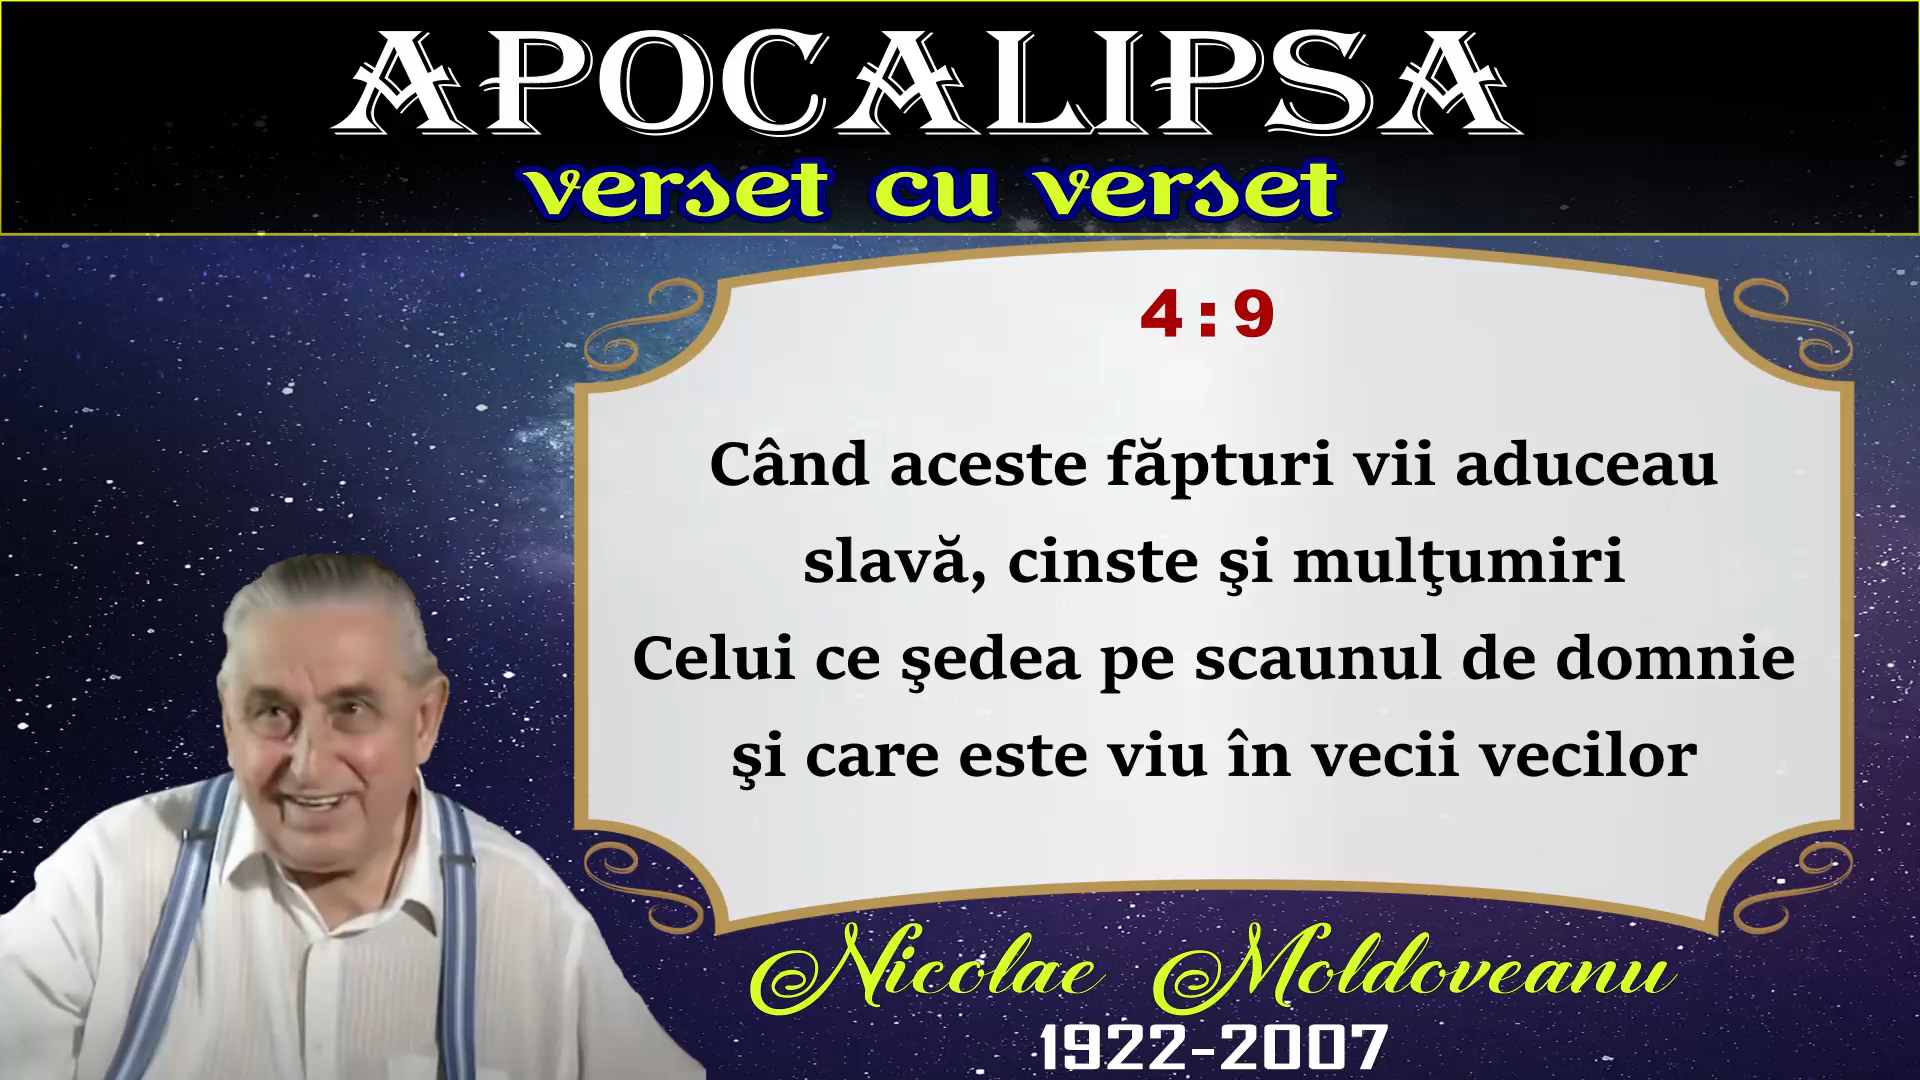 APOCALIPSA
verset cu verset
4:9
Când aceste făpturi vii aduceau
slavă, cinste şi mulţumiri
Celui ce şedea pe scaunul de domnie
şi care este viu în vecii vecilor
Nicolae Moldoveanu
1922-2007